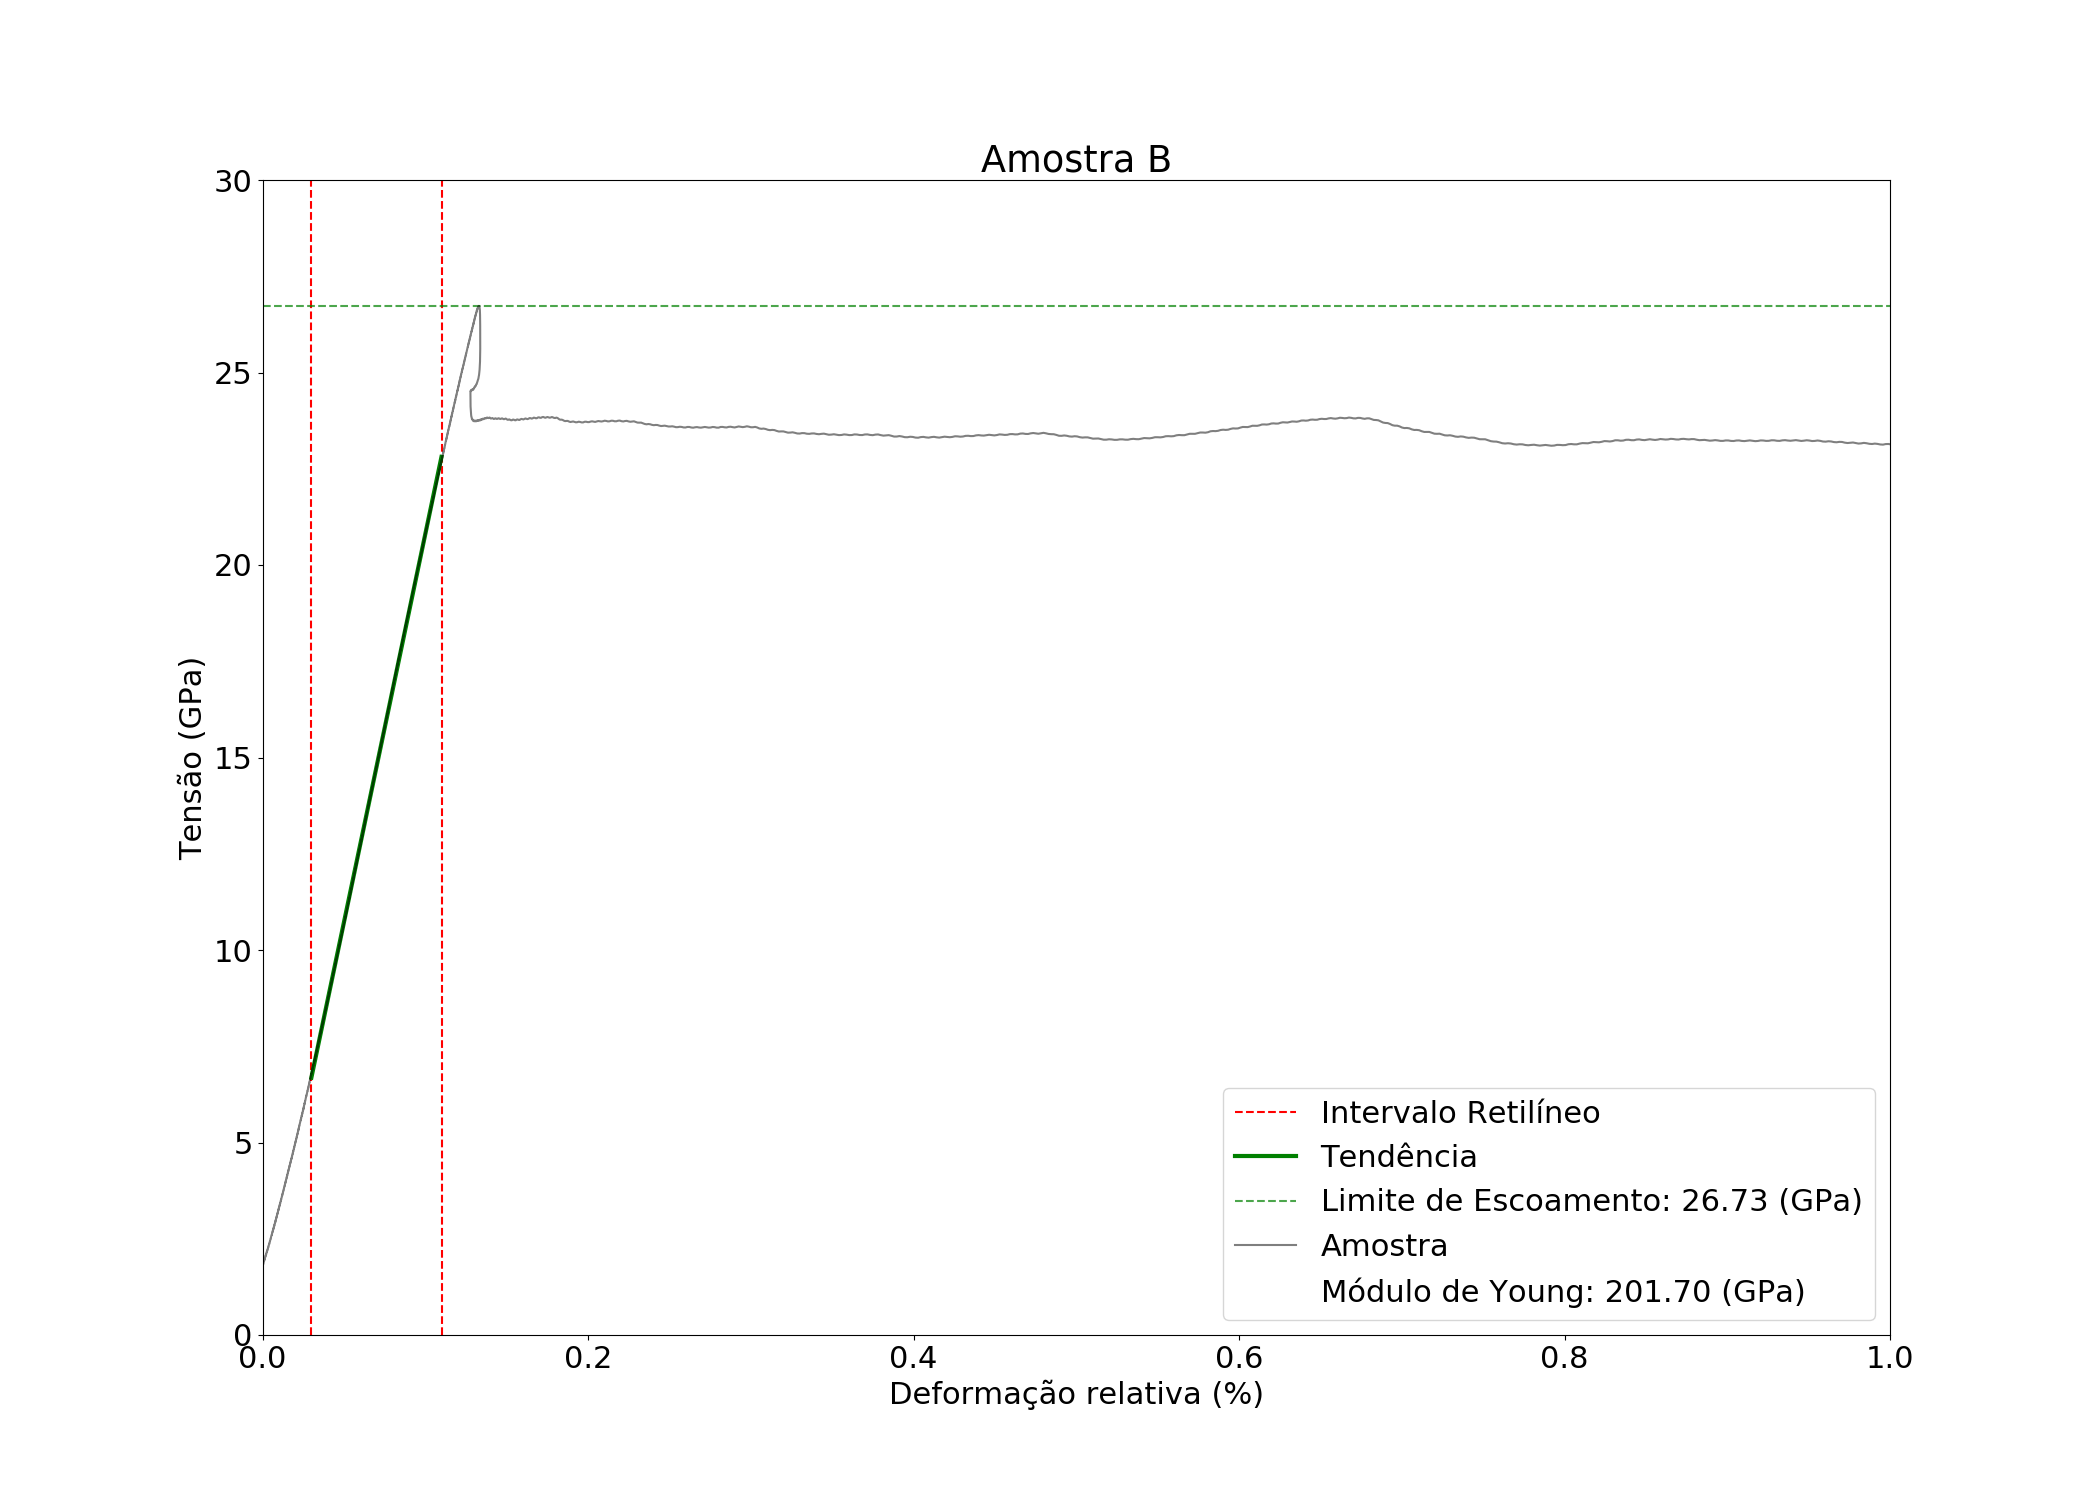 Amostra B
30
25
20
15
10
5
0
Tensão (GPa)
0.0 0.2 0.4 0.6 0.8 1.0
Deformação relativa (%)
Intervalo Retilíneo
Tendência
Limite de Escoamento: 26.73 (GPa)
Amostra
Módulo de Young: 201.70 (GPa)